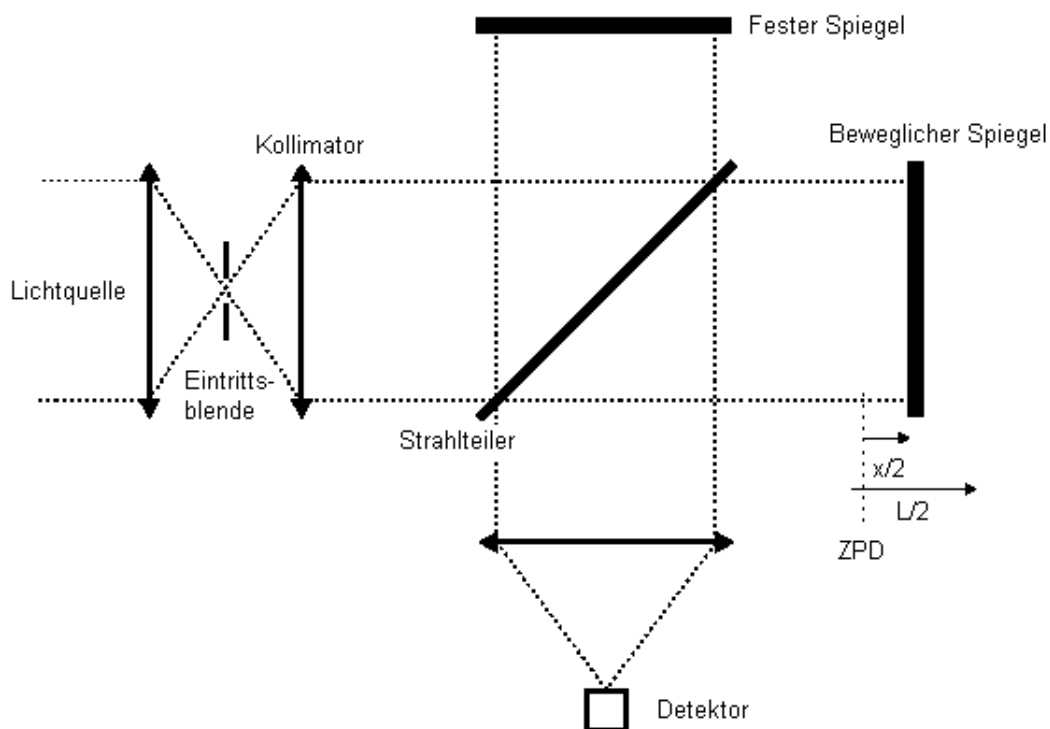 Fester Spiegel
Beweglicher Spiegel
Kollimator
Lichtquelle
Eintritts-
blende
Strahlteiler
x/2
L/2
ZPD
Detektor